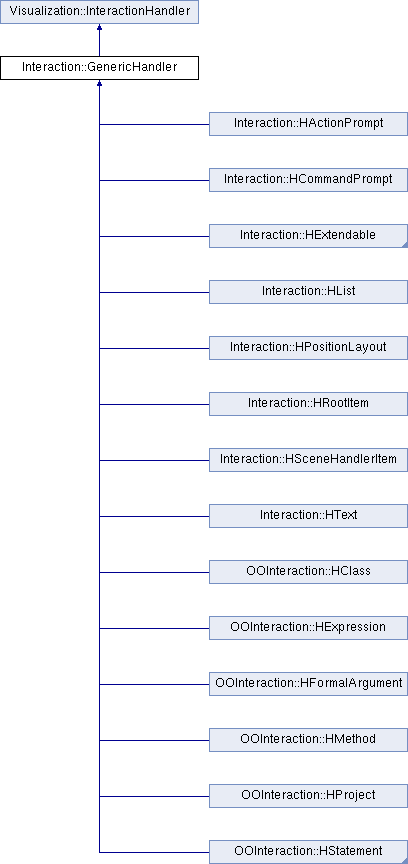 Visualization::InteractionHandler
Interaction::GenericHandler
Interaction::HActionPrompt
Interaction::HCommandPrompt
Interaction::HExtendable
Interaction::HList
Interaction::HPositionLayout
Interaction::HRootItem
Interaction::HSceneHandlerItem
Interaction::HText
OOInteraction::HClass
OOInteraction::HExpression
OOInteraction::HFormalArgument
OOInteraction::HMethod
OOInteraction::HProject
OOInteraction::HStatement